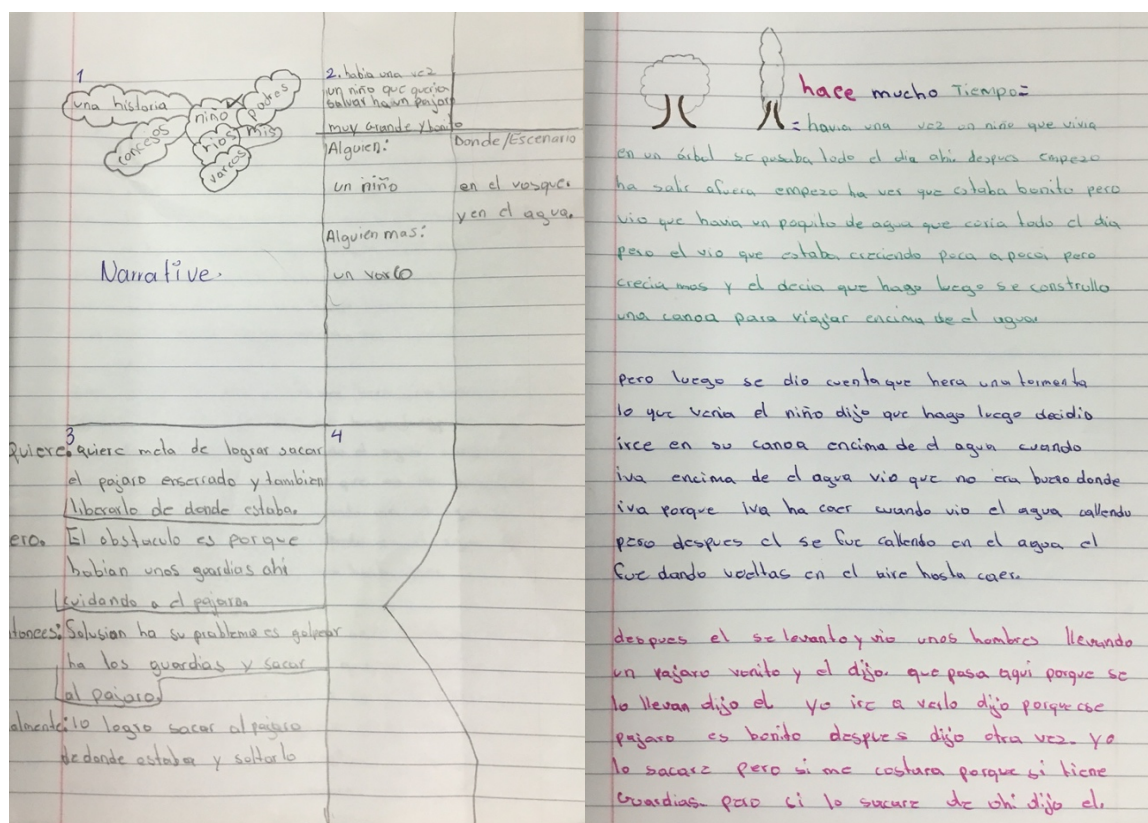 1
una historia
niño
padres
conejos
rios
mis
varcos
Narrative.
2. habia una vez
un niño que queria
salvar ha un pajaro
muy Grande y bonito
Alguien:
un niño
Alguien mas:
un varco
Donde/Escenario
en el vosque.
y en el agua.
3
Quiere: quiere meta de lograr sacar
el pajaro enserrado y tambien
liberarlo de donde estaba.
ero. El obstaculo es porque
habian unos guardias ahi
cuidando a el pajaro.
tonces: Solusion ha su problema es golpear
ha los guardias y sacar
al pajaro.
almente: lo logro sacar al pajaro
de donde estaba y soltarlo
4
hace mucho Tiempo=
= havia una vez un niño que vivia
en un árbol se pasaba todo el dia ahi despues empezo
ha salir afuera empezo ha ver que estaba bonito pero
vio que havia un poquito de agua que coria todo el dia
pero el vio que estaba creciendo poca a poca pero
crecia mas y el decia que hago luego se construllo
una canoa para viajar encima de el agua.
pero luego se dio cuenta que hera una tormenta
lo que venia el niño dijo que hago luego decidio
irce en su canoa encima de el agua cuando
iva encima de el agua vio que no era bueno donde
iva porque iva ha caer cuando vio el agua callendo
pero despues el se fue callendo en el agua el
fue dando vueltas en el aire hasta caer.
despues el se levanto y vio unos hombres llevando
un pajaro vonito y el dijo. que pasa aqui porque se
lo llevan dijo el yo ire a verlo dijo porque ese
pajaro es bonito despues dijo otra vez. yo
lo sacare pero si me costara porque si tiene
Guardias. pero si lo sacare de ahi dijo el.